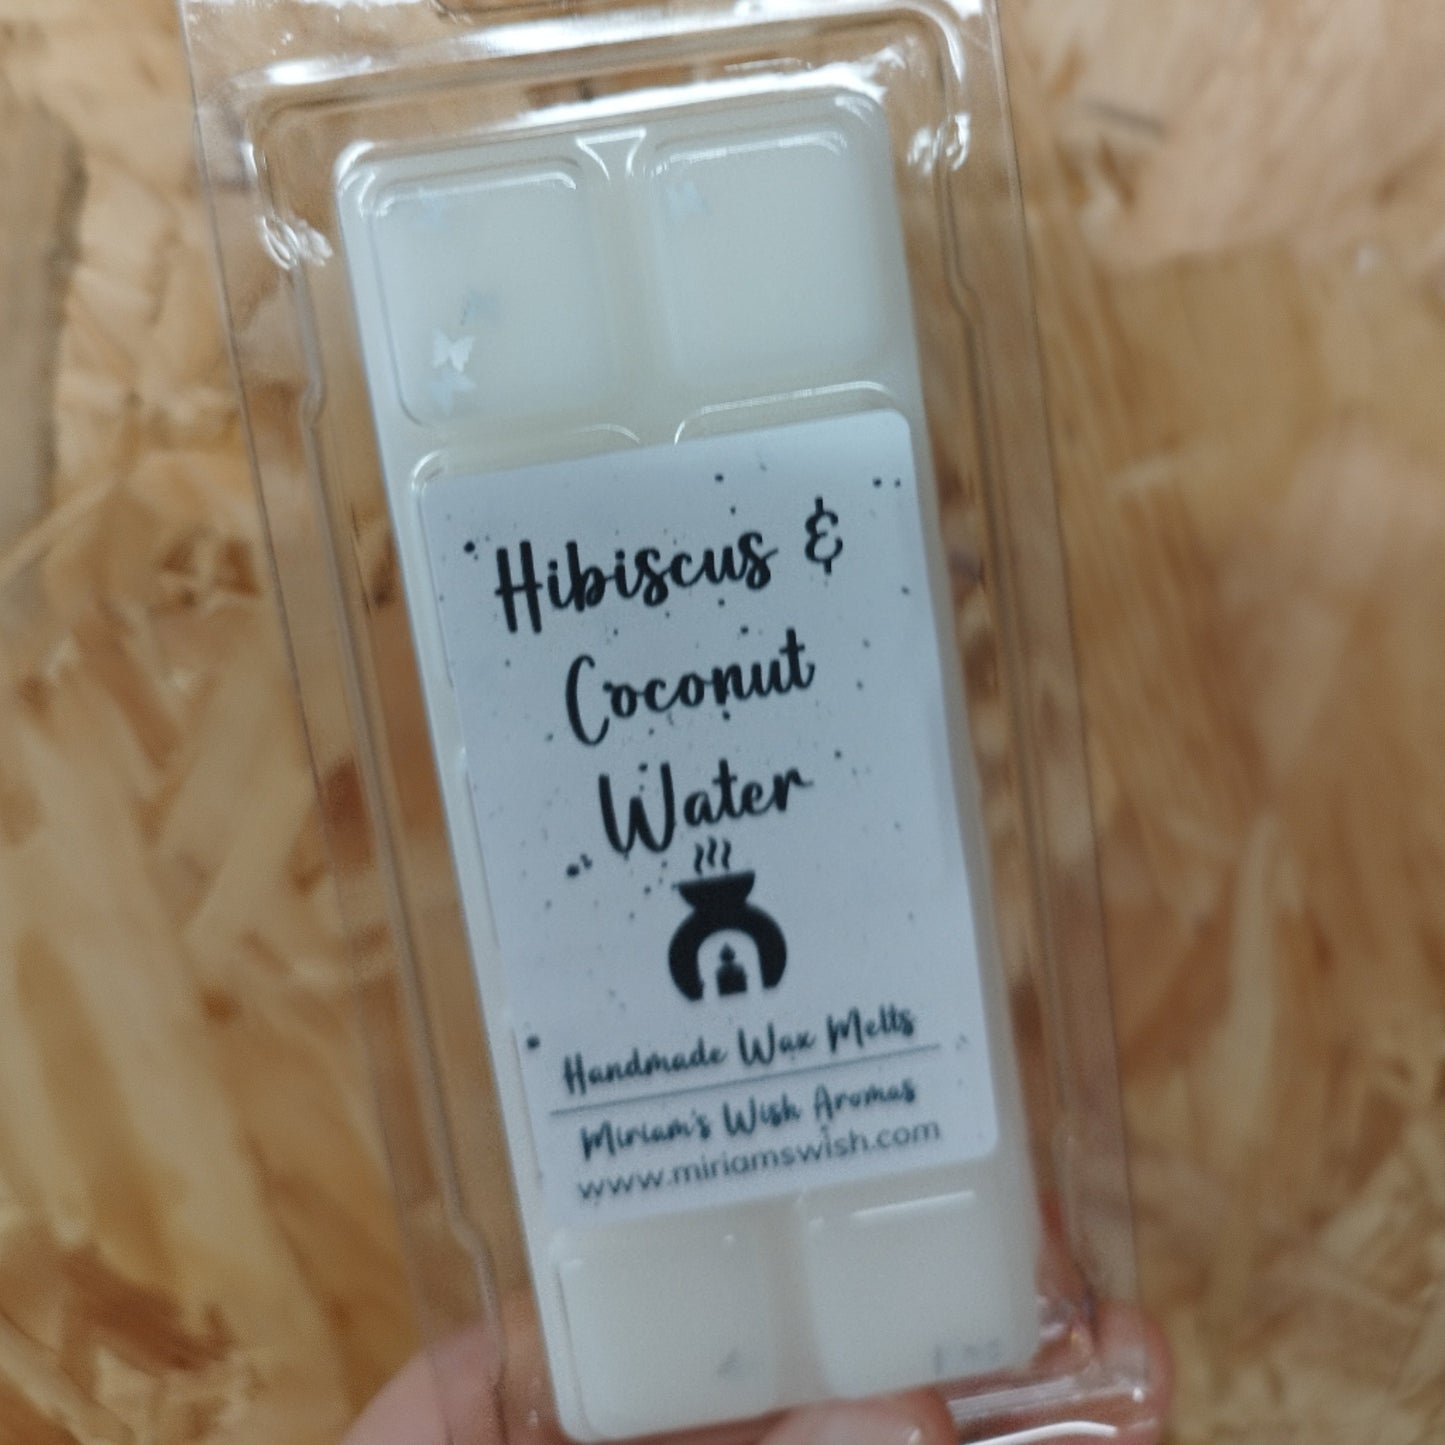 Hibiscus &
Coconut
Water
Handmade Wax Melts
Miriam's Wish Aromas
www.miriamswish.com